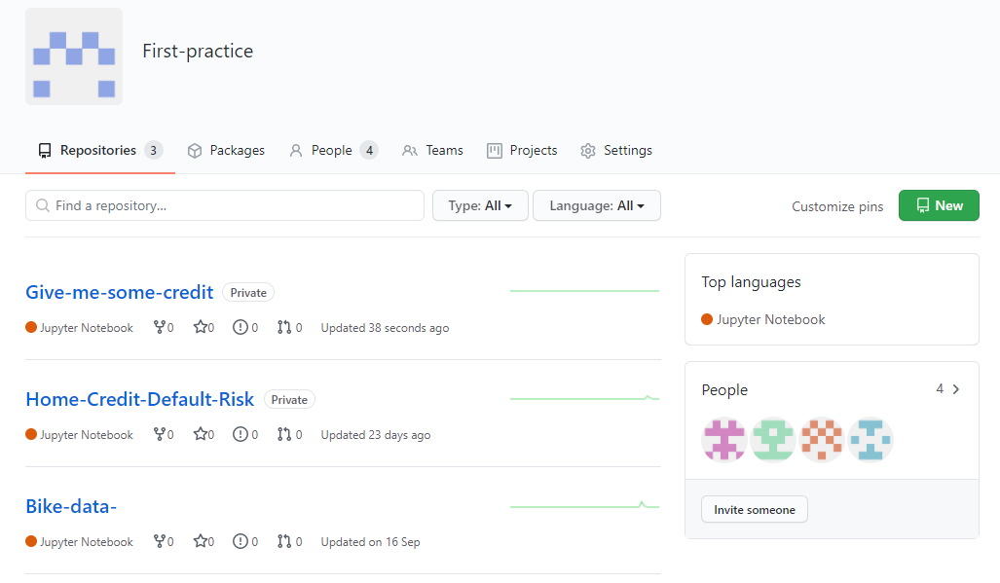 First-practice
Repositories 3 Packages People 4 Teams Projects Settings
Find a repository... Type: All Language: All Customize pins New
Give-me-some-credit Private
Jupyter Notebook 0 0 0 0 Updated 38 seconds ago
Home-Credit-Default-Risk Private
Jupyter Notebook 0 0 0 0 Updated 23 days ago
Bike-data-
Jupyter Notebook 0 0 0 0 Updated on 16 Sep
Top languages
Jupyter Notebook
People 4
Invite someone